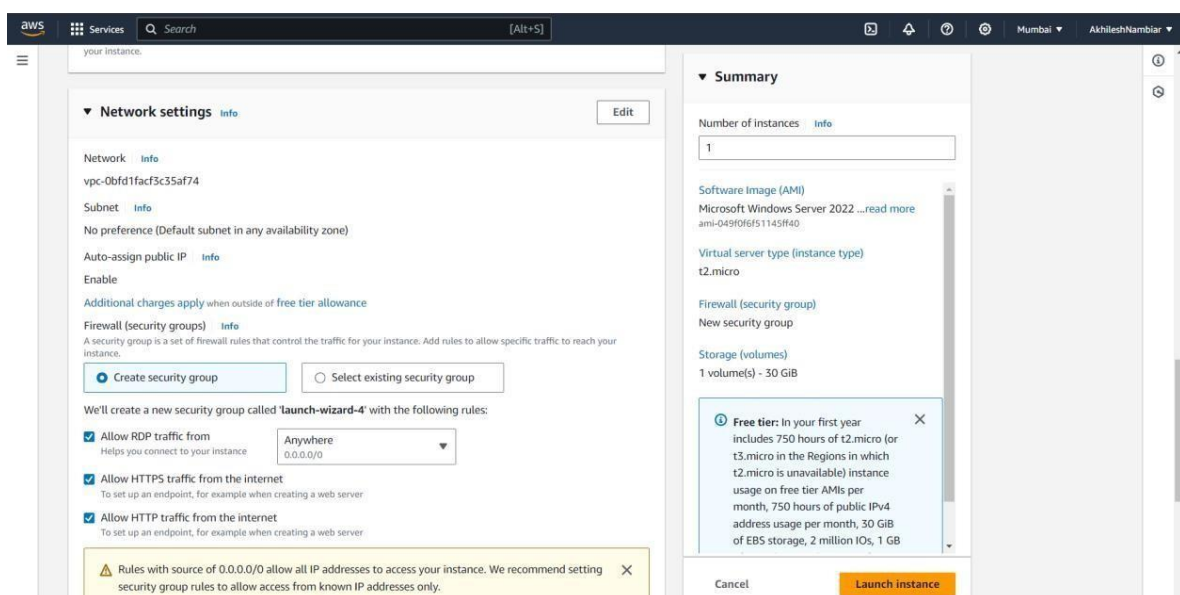 aws
Services
Search
[Alt+S]
Mumbai
AkhileshNambiar
your instance.
Network settings Info
Edit
Network Info
vpc-0bfd1facf3c35af74
Subnet Info
No preference (Default subnet in any availability zone)
Auto-assign public IP Info
Enable
Additional charges apply when outside of free tier allowance
Firewall (security groups) Info
A security group is a set of firewall rules that control the traffic for your instance. Add rules to allow specific traffic to reach your
instance.
Create security group
Select existing security group
We'll create a new security group called 'launch-wizard-4' with the following rules:
Allow RDP traffic from
Helps you connect to your instance
Anywhere
0.0.0.0/0
Allow HTTPS traffic from the internet
To set up an endpoint, for example when creating a web server
Allow HTTP traffic from the internet
To set up an endpoint, for example when creating a web server
Rules with source of 0.0.0.0/0 allow all IP addresses to access your instance. We recommend setting
security group rules to allow access from known IP addresses only.
Summary
Number of instances Info
1
Software Image (AMI)
Microsoft Windows Server 2022 ...read more
ami-049f0f6f51145ff40
Virtual server type (instance type)
t2.micro
Firewall (security group)
New security group
Storage (volumes)
1 volume(s) - 30 GiB
Free tier: In your first year
includes 750 hours of t2.micro (or
t3.micro in the Regions in which
t2.micro is unavailable) instance
usage on free tier AMIs per
month, 750 hours of public IPv4
address usage per month, 30 GiB
of EBS storage, 2 million IOs, 1 GB
Cancel
Launch instance